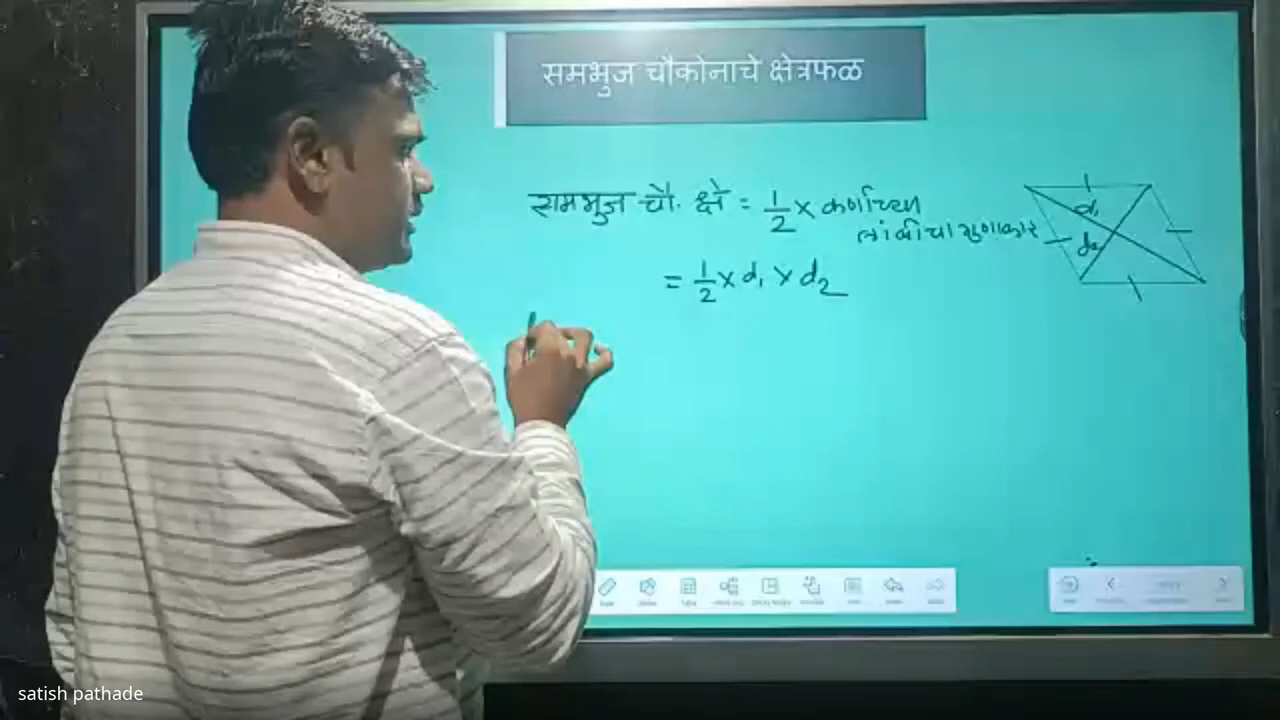 समभुज चौकोनाचे क्षेत्रफळ
समभुज चौ. क्षे = 1/2 × कर्णाच्या
लांबीचा गुणाकार
= 1/2 × d₁ × d₂
d₁
d₂
satish pathade